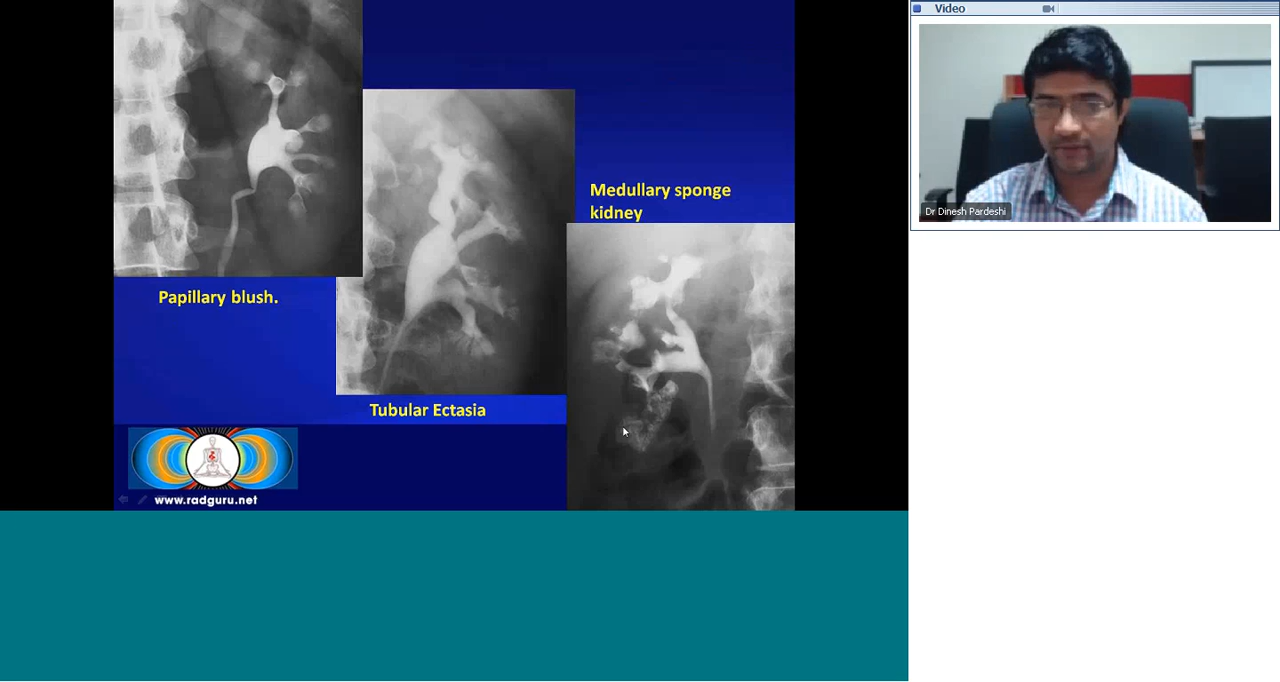 Video
Medullary sponge
kidney
Dr Dinesh Pardeshi
Papillary blush.
Tubular Ectasia
www.radguru.net